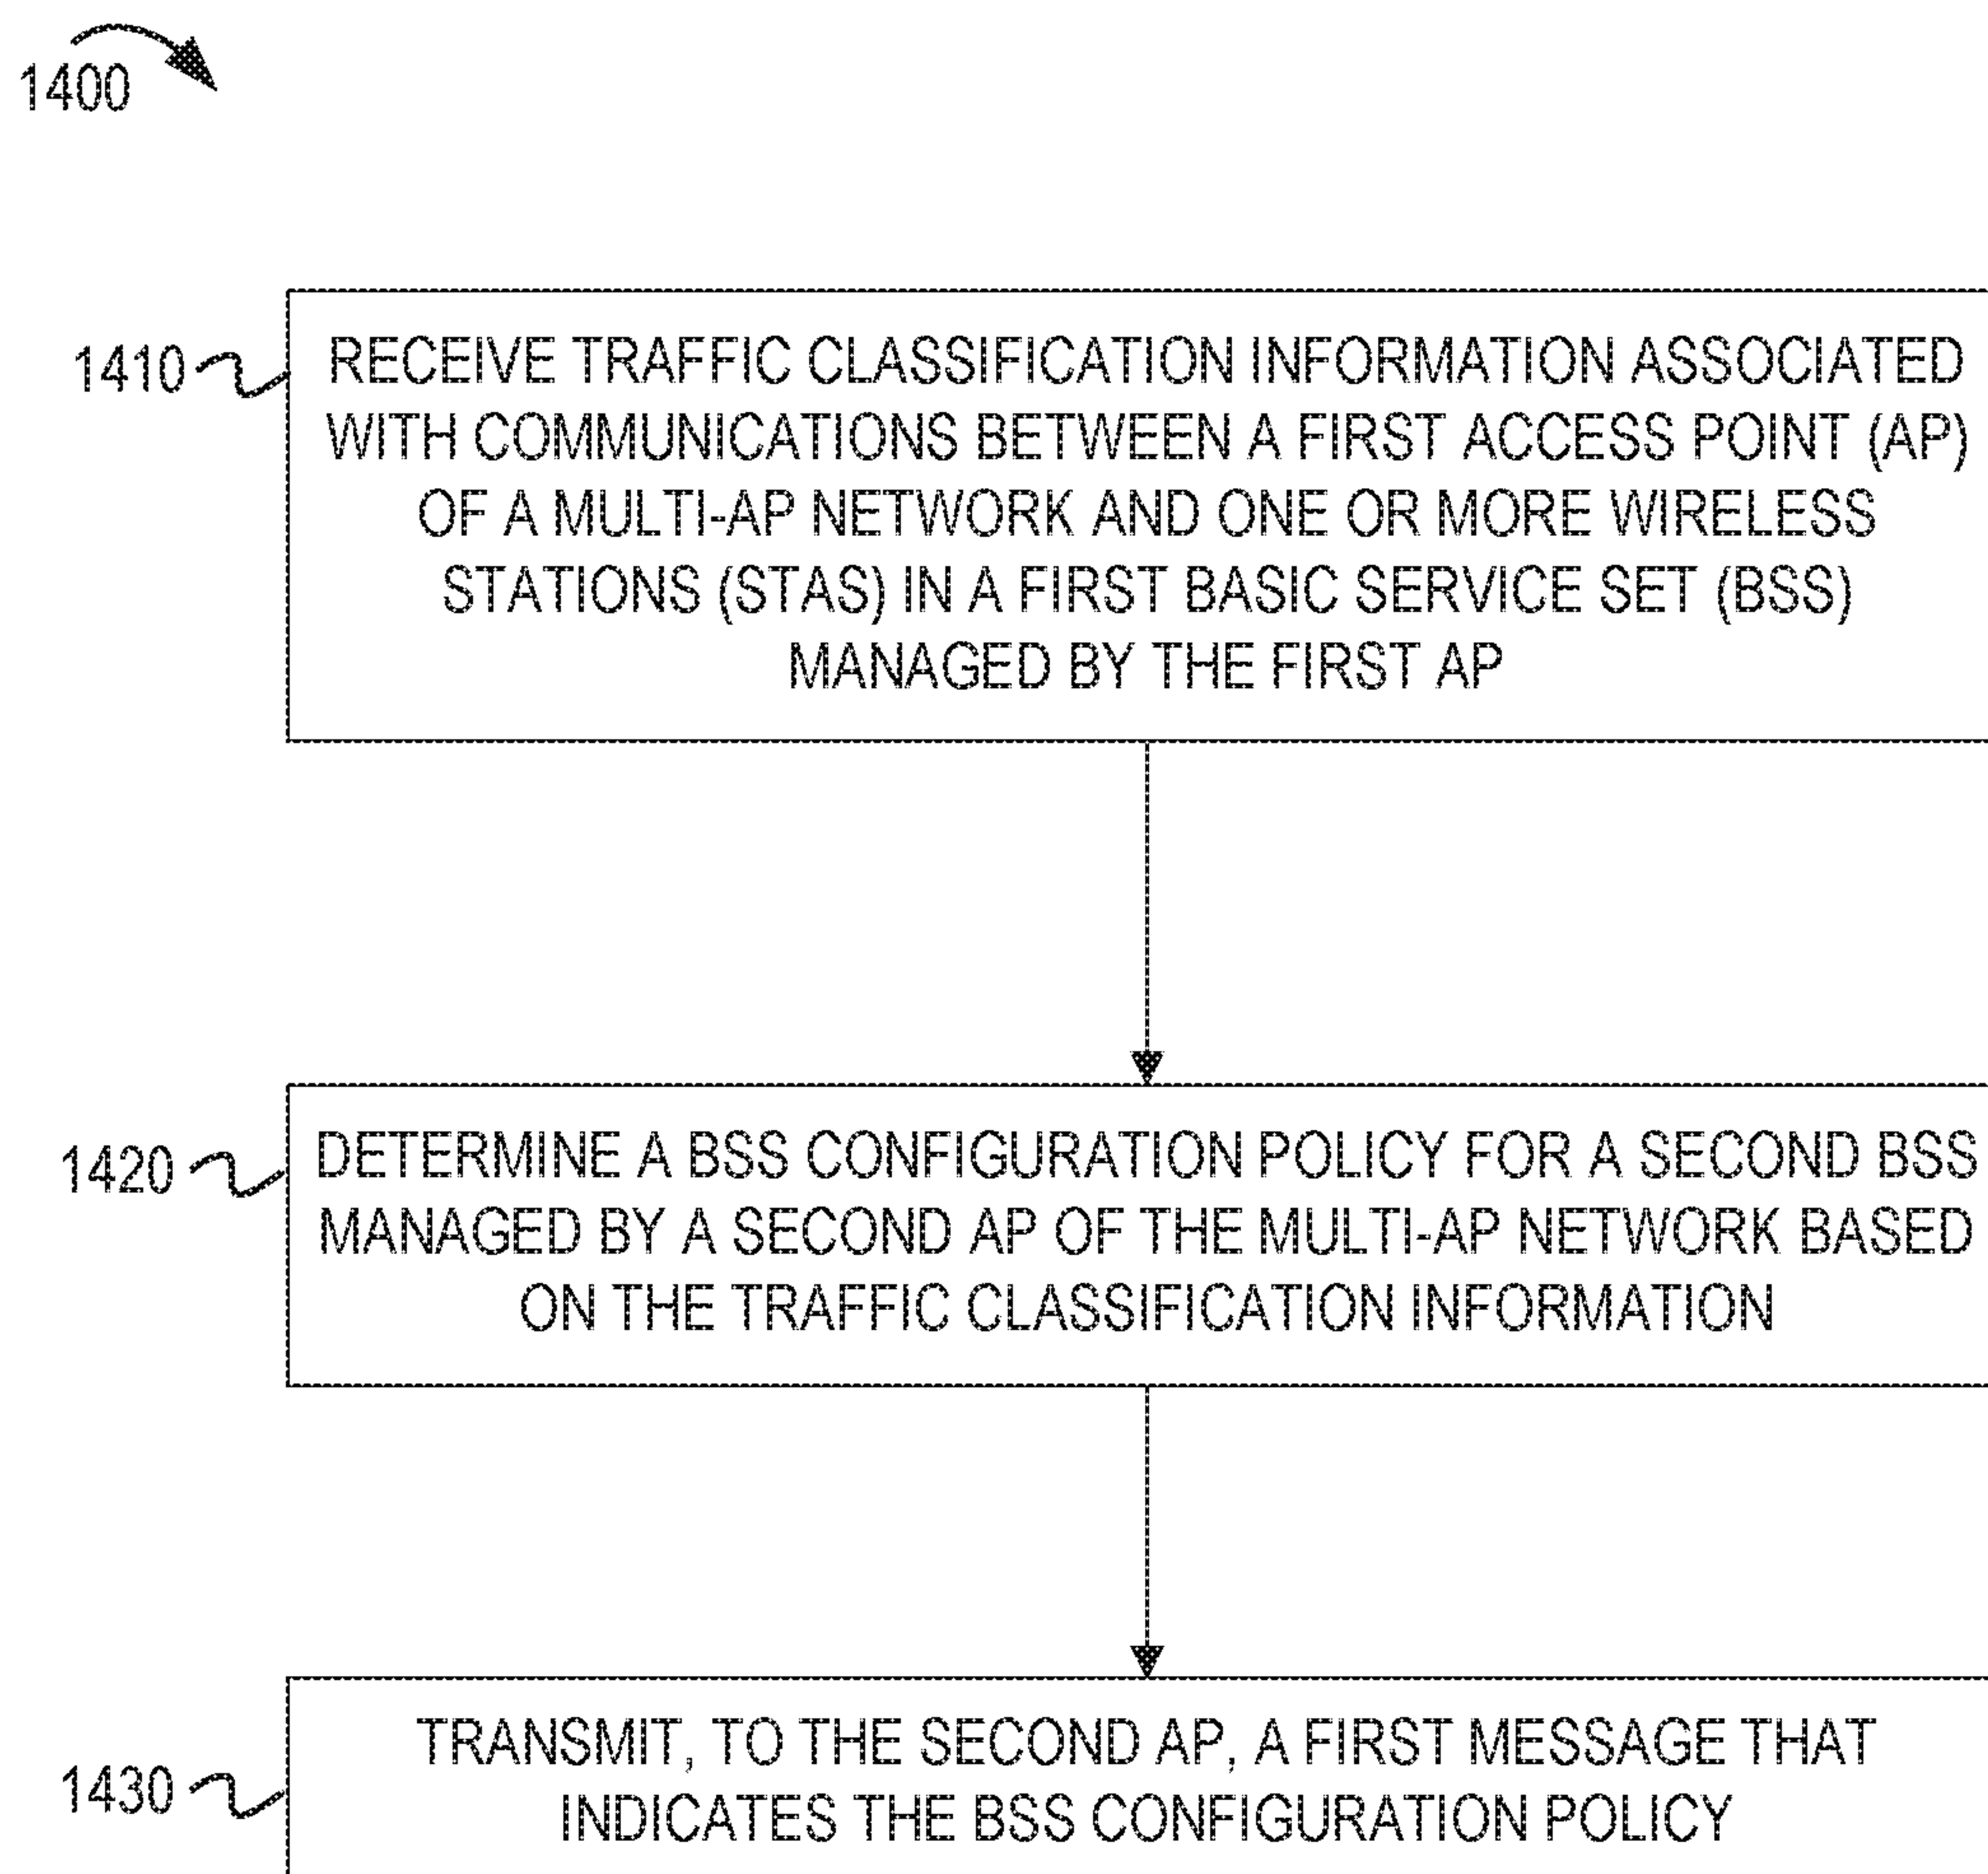 1400
1410
RECEIVE TRAFFIC CLASSIFICATION INFORMATION ASSOCIATED
WITH COMMUNICATIONS BETWEEN A FIRST ACCESS POINT (AP)
OF A MULTI-AP NETWORK AND ONE OR MORE WIRELESS
STATIONS (STAS) IN A FIRST BASIC SERVICE SET (BSS)
MANAGED BY THE FIRST AP
1420
DETERMINE A BSS CONFIGURATION POLICY FOR A SECOND BSS
MANAGED BY A SECOND AP OF THE MULTI-AP NETWORK BASED
ON THE TRAFFIC CLASSIFICATION INFORMATION
1430
TRANSMIT, TO THE SECOND AP, A FIRST MESSAGE THAT
INDICATES THE BSS CONFIGURATION POLICY